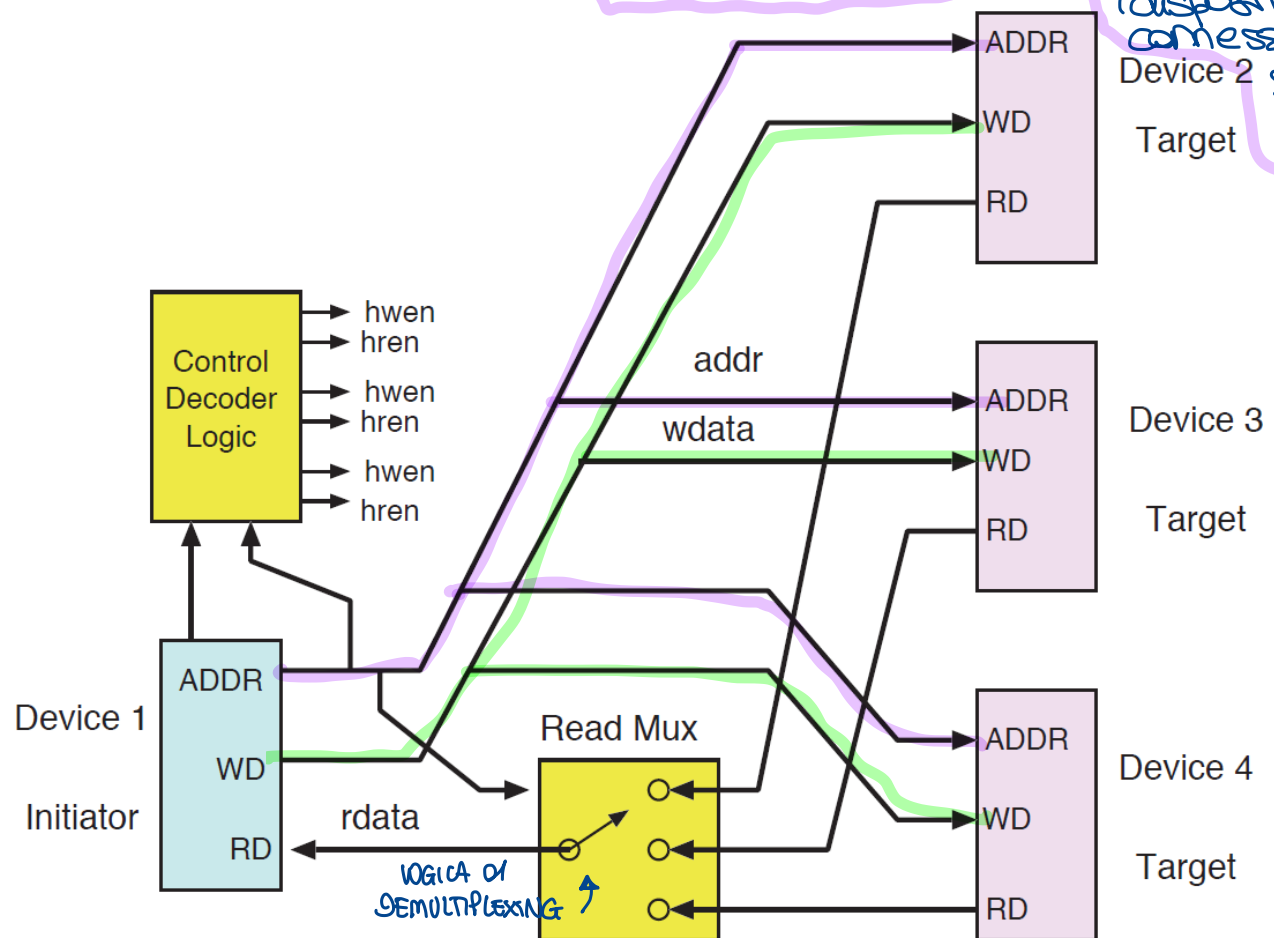 ADDR
comess
Device 2
WD
Target
RD
hwen
hren
Control
Decoder
Logic
hwen
hren
hwen
hren
addr
wdata
ADDR
WD
RD
Device 3
Target
ADDR
WD
RD
Device 1
Initiator
rdata
Read Mux
LOGICA DI
DEMULTIPLEXING
ADDR
WD
RD
Device 4
Target